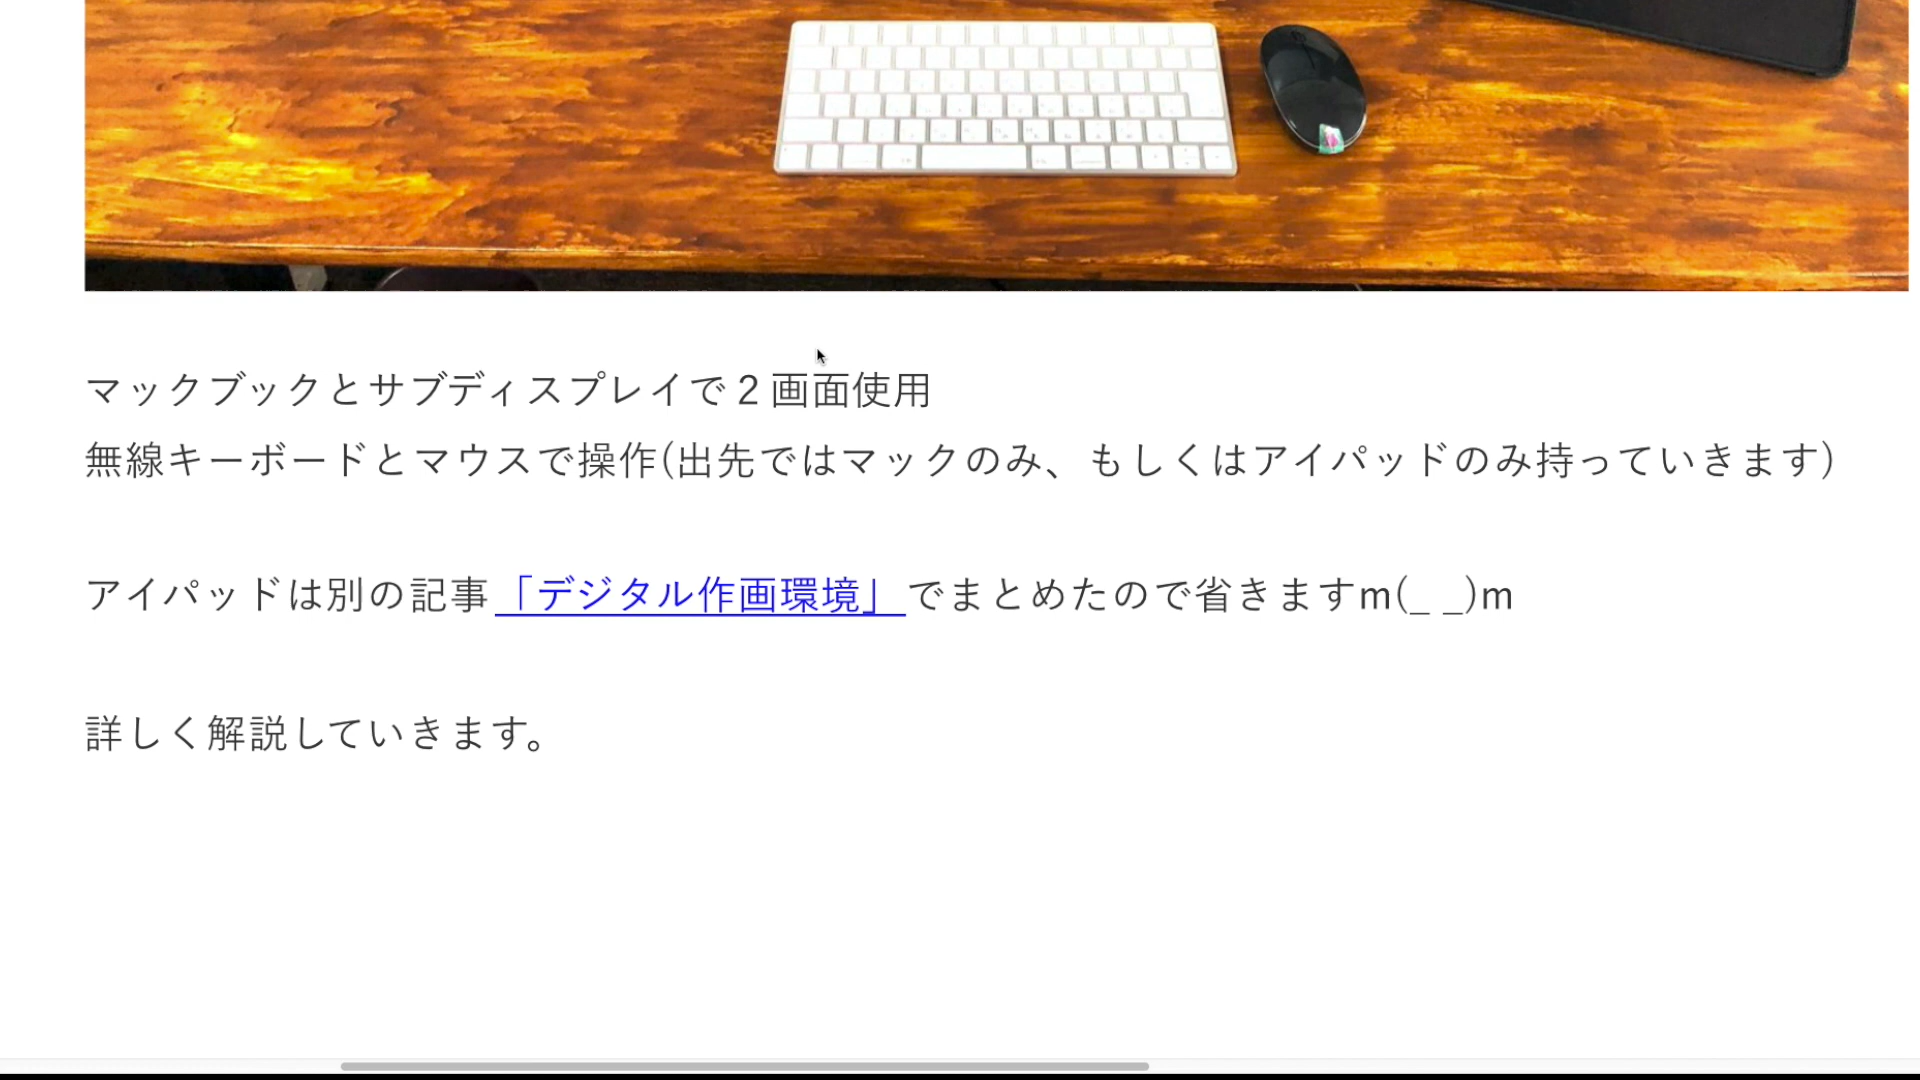 マックブックとサブディスプレイで２画面使用
無線キーボードとマウスで操作(出先ではマックのみ、もしくはアイパッドのみ持っていきます)
アイパッドは別の記事「デジタル作画環境」でまとめたので省きますm(_ _)m
詳しく解説していきます。